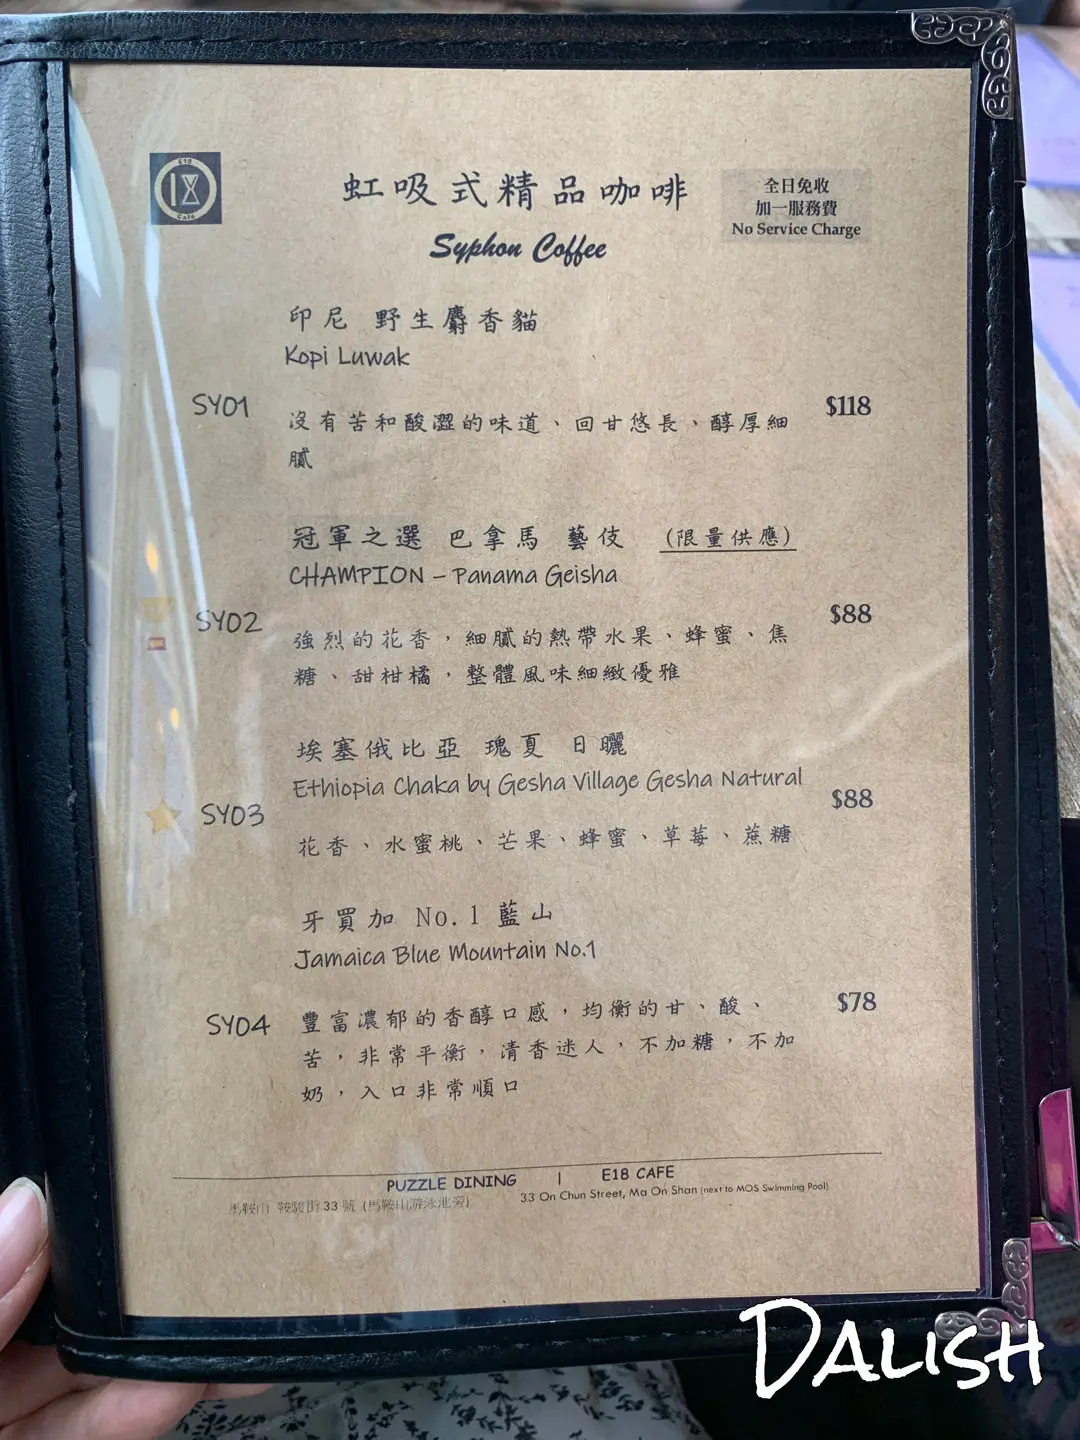 E18
18
Café
虹吸式精品咖啡
Syphon Coffee
全日免收
加一服務費
No Service Charge
印尼 野生麝香貓
Kopi Luwak
SY01
$118
沒有苦和酸澀的味道、回甘悠長、醇厚細
膩
冠軍之選 巴拿馬 藝伎 (限量供應)
CHAMPION – Panama Geisha
SY02
$88
強烈的花香，細膩的熱帶水果、蜂蜜、焦
糖、甜柑橘，整體風味細緻優雅
埃塞俄比亞 瑰夏 日曬
Ethiopia Chaka by Gesha Village Gesha Natural
SY03
$88
花香、水蜜桃、芒果、蜂蜜、草莓、蔗糖
牙買加 No.1 藍山
Jamaica Blue Mountain No.1
SY04
$78
豐富濃郁的香醇口感，均衡的甘、酸、
苦，非常平衡，清香迷人，不加糖，不加
奶，入口非常順口
PUZZLE DINING | E18 CAFE
馬鞍山 鞍駿街 33 號 (馬鞍山游泳池旁)
33 On Chun Street, Ma On Shan (next to MOS Swimming Pool)
DALISH